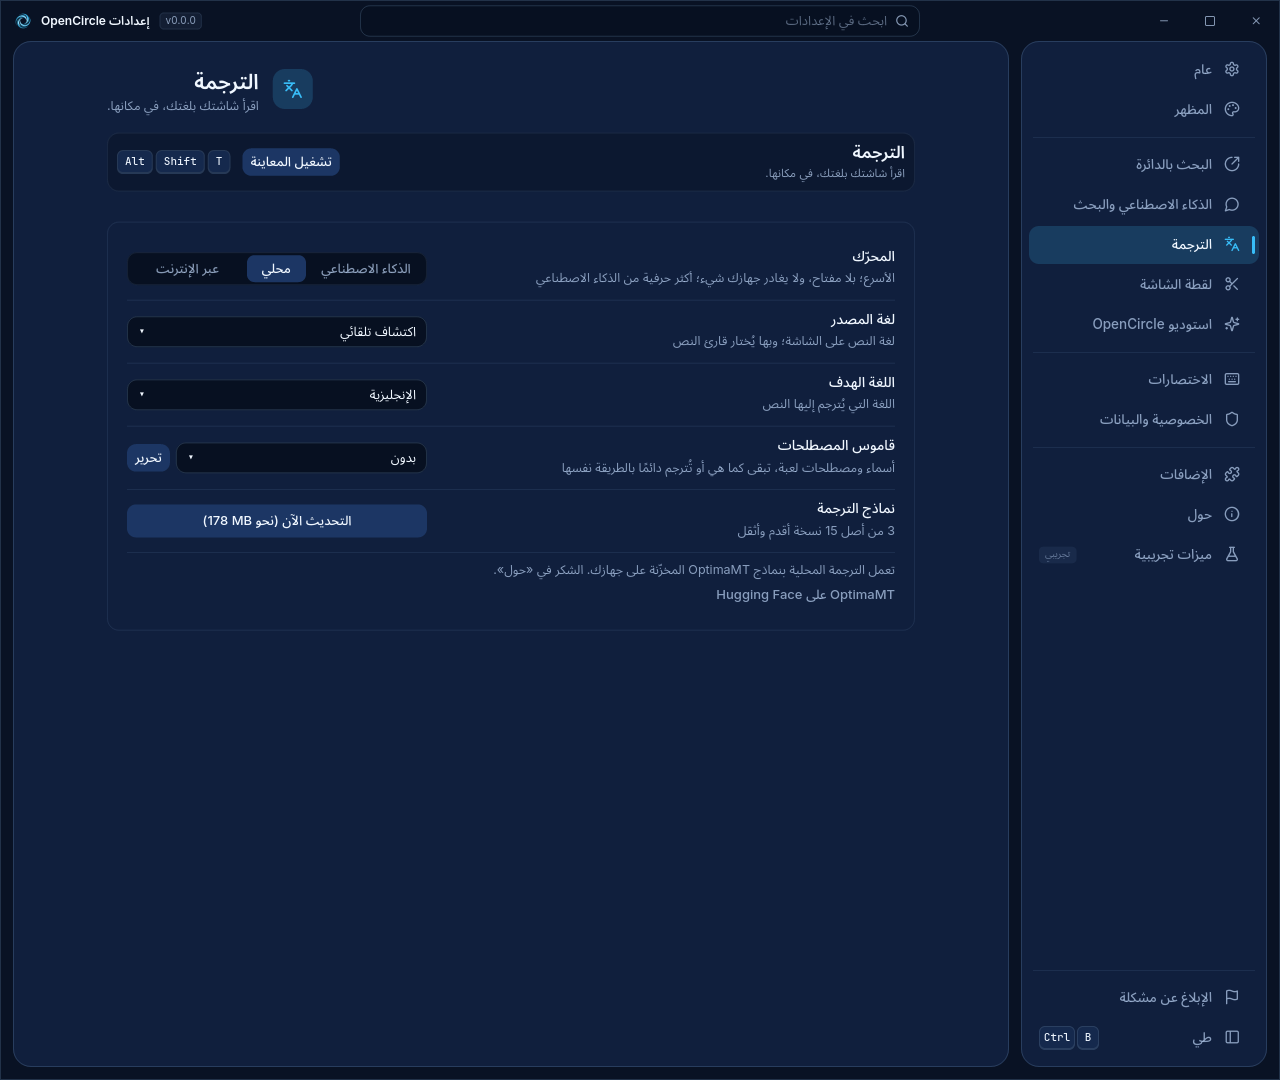 إعدادات OpenCircle
v0.0.0
ابحث في الإعدادات
عام
المظهر
البحث بالدائرة
الذكاء الاصطناعي والبحث
الترجمة
لقطة الشاشة
استوديو OpenCircle
الاختصارات
الخصوصية والبيانات
الإضافات
حول
ميزات تجريبية
تجريبي
الإبلاغ عن مشكلة
طي
Ctrl B
الترجمة
اقرأ شاشتك بلغتك، في مكانها.
الترجمة
اقرأ شاشتك بلغتك، في مكانها.
تشغيل المعاينة
Alt Shift T
المحرّك
الأسرع؛ بلا مفتاح، ولا يغادر جهازك شيء؛ أكثر حرفية من الذكاء الاصطناعي
الذكاء الاصطناعي
محلي
عبر الإنترنت
لغة المصدر
لغة النص على الشاشة؛ وبها يُختار قارئ النص
اكتشاف تلقائي
اللغة الهدف
اللغة التي يُترجم إليها النص
الإنجليزية
قاموس المصطلحات
أسماء ومصطلحات لعبة، تبقى كما هي أو تُترجم دائمًا بالطريقة نفسها
بدون
تحرير
نماذج الترجمة
3 من أصل 15 نسخة أقدم وأثقل
التحديث الآن (نحو 178 MB)
تعمل الترجمة المحلية بنماذج OptimaMT المخزّنة على جهازك. الشكر في «حول».
OptimaMT على Hugging Face